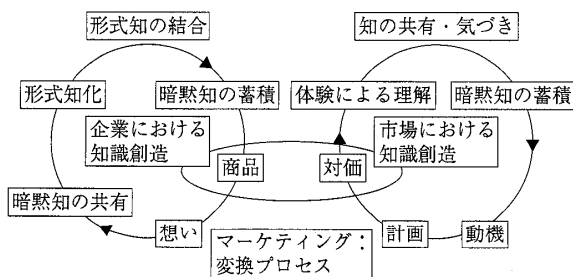 形式知の結合
知の共有・気づき
形式知化
暗黙知の蓄積
体験による理解
暗黙知の蓄積
企業における
知識創造
市場における
知識創造
商品
対価
暗黙知の共有
想い
計画
動機
マーケティング：
変換プロセス